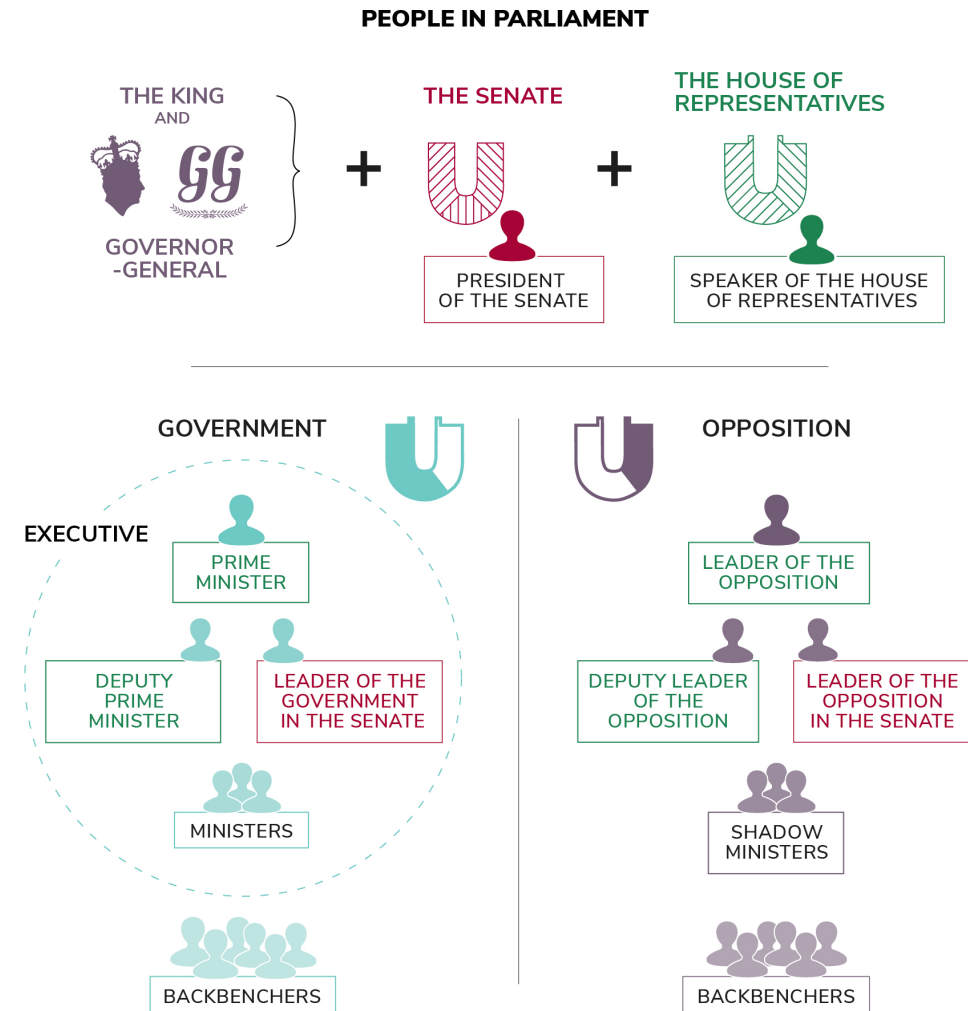 PEOPLE IN PARLIAMENT
THE KING
AND
GG
GOVERNOR
-GENERAL
+
THE SENATE
PRESIDENT
OF THE SENATE
+
THE HOUSE OF
REPRESENTATIVES
SPEAKER OF THE HOUSE
OF REPRESENTATIVES
GOVERNMENT
EXECUTIVE
PRIME
MINISTER
DEPUTY
PRIME
MINISTER
LEADER OF THE
GOVERNMENT
IN THE SENATE
MINISTERS
BACKBENCHERS
OPPOSITION
LEADER OF THE
OPPOSITION
DEPUTY LEADER
OF THE
OPPOSITION
LEADER OF THE
OPPOSITION
IN THE SENATE
SHADOW
MINISTERS
BACKBENCHERS